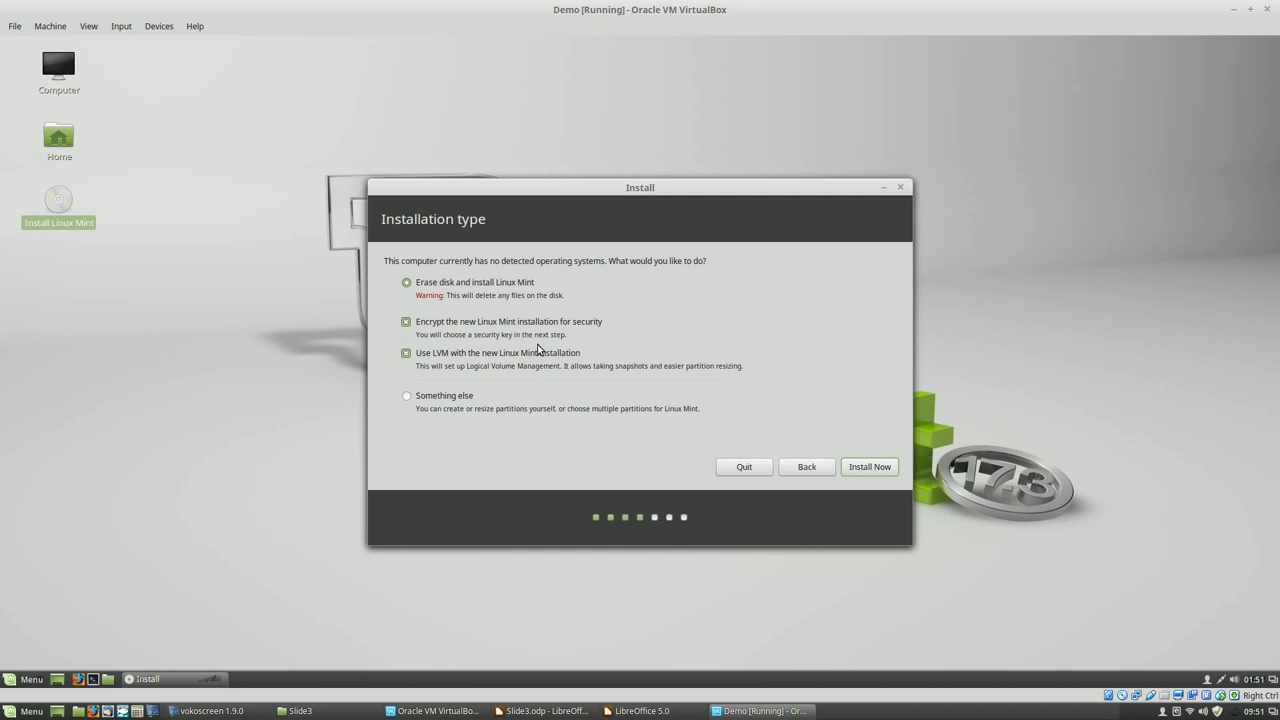 Demo [Running] - Oracle VM VirtualBox
File Machine View Input Devices Help
Computer
Home
Install Linux Mint
Install
Installation type
This computer currently has no detected operating systems. What would you like to do?
Erase disk and install Linux Mint
Warning: This will delete any files on the disk.
Encrypt the new Linux Mint installation for security
You will choose a security key in the next step.
Use LVM with the new Linux Mint installation
This will set up Logical Volume Management. It allows taking snapshots and easier partition resizing.
Something else
You can create or resize partitions yourself, or choose multiple partitions for Linux Mint.
Quit Back Install Now
17.3
Menu Install 01:51
Right Ctrl
Menu vokoscreen 1.9.0 Slide3 Oracle VM VirtualBo... Slide3.odp - LibreOffi... LibreOffice 5.0 Demo [Running] - Or... 09:51